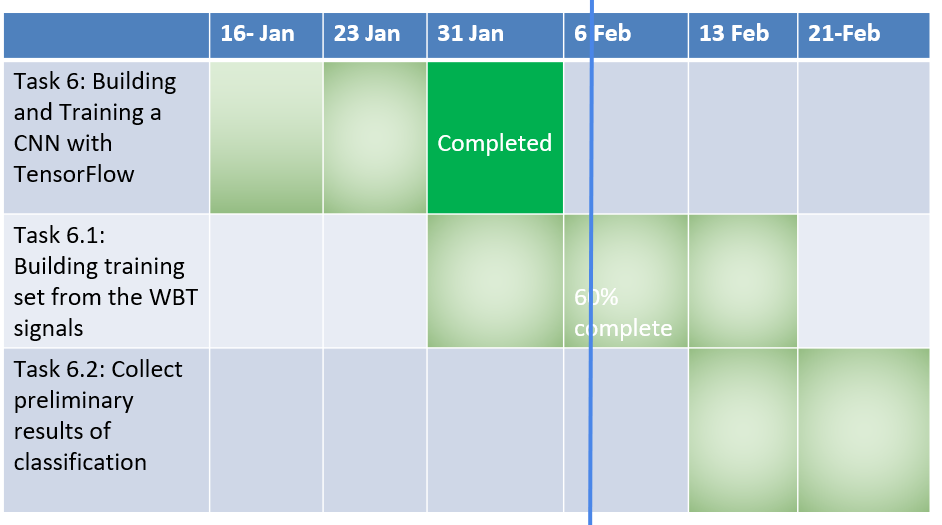 16- Jan 23 Jan 31 Jan 6 Feb 13 Feb 21-Feb
Task 6: Building
and Training a
CNN with
TensorFlow
Completed
Task 6.1:
Building training
set from the WBT
signals
60%
complete
Task 6.2: Collect
preliminary
results of
classification